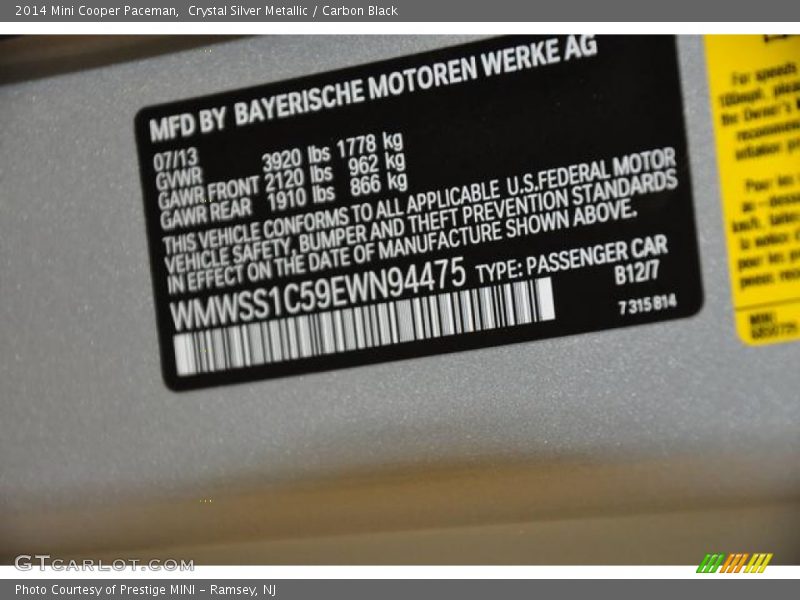 2014 Mini Cooper Paceman,  Crystal Silver Metallic / Carbon Black
MFD BY BAYERISCHE MOTOREN WERKE AG
07/13
GVWR 3920 lbs 1778 kg
GAWR FRONT 2120 lbs 962 kg
GAWR REAR 1910 lbs 866 kg
THIS VEHICLE CONFORMS TO ALL APPLICABLE U.S.FEDERAL MOTOR
VEHICLE SAFETY, BUMPER AND THEFT PREVENTION STANDARDS
IN EFFECT ON THE DATE OF MANUFACTURE SHOWN ABOVE.
WMWSS1C59EWN94475 TYPE: PASSENGER CAR
B12/7
7 315 814
For speeds
the Owner's
GTCARLOT.COM
Photo Courtesy of Prestige MINI - Ramsey, NJ